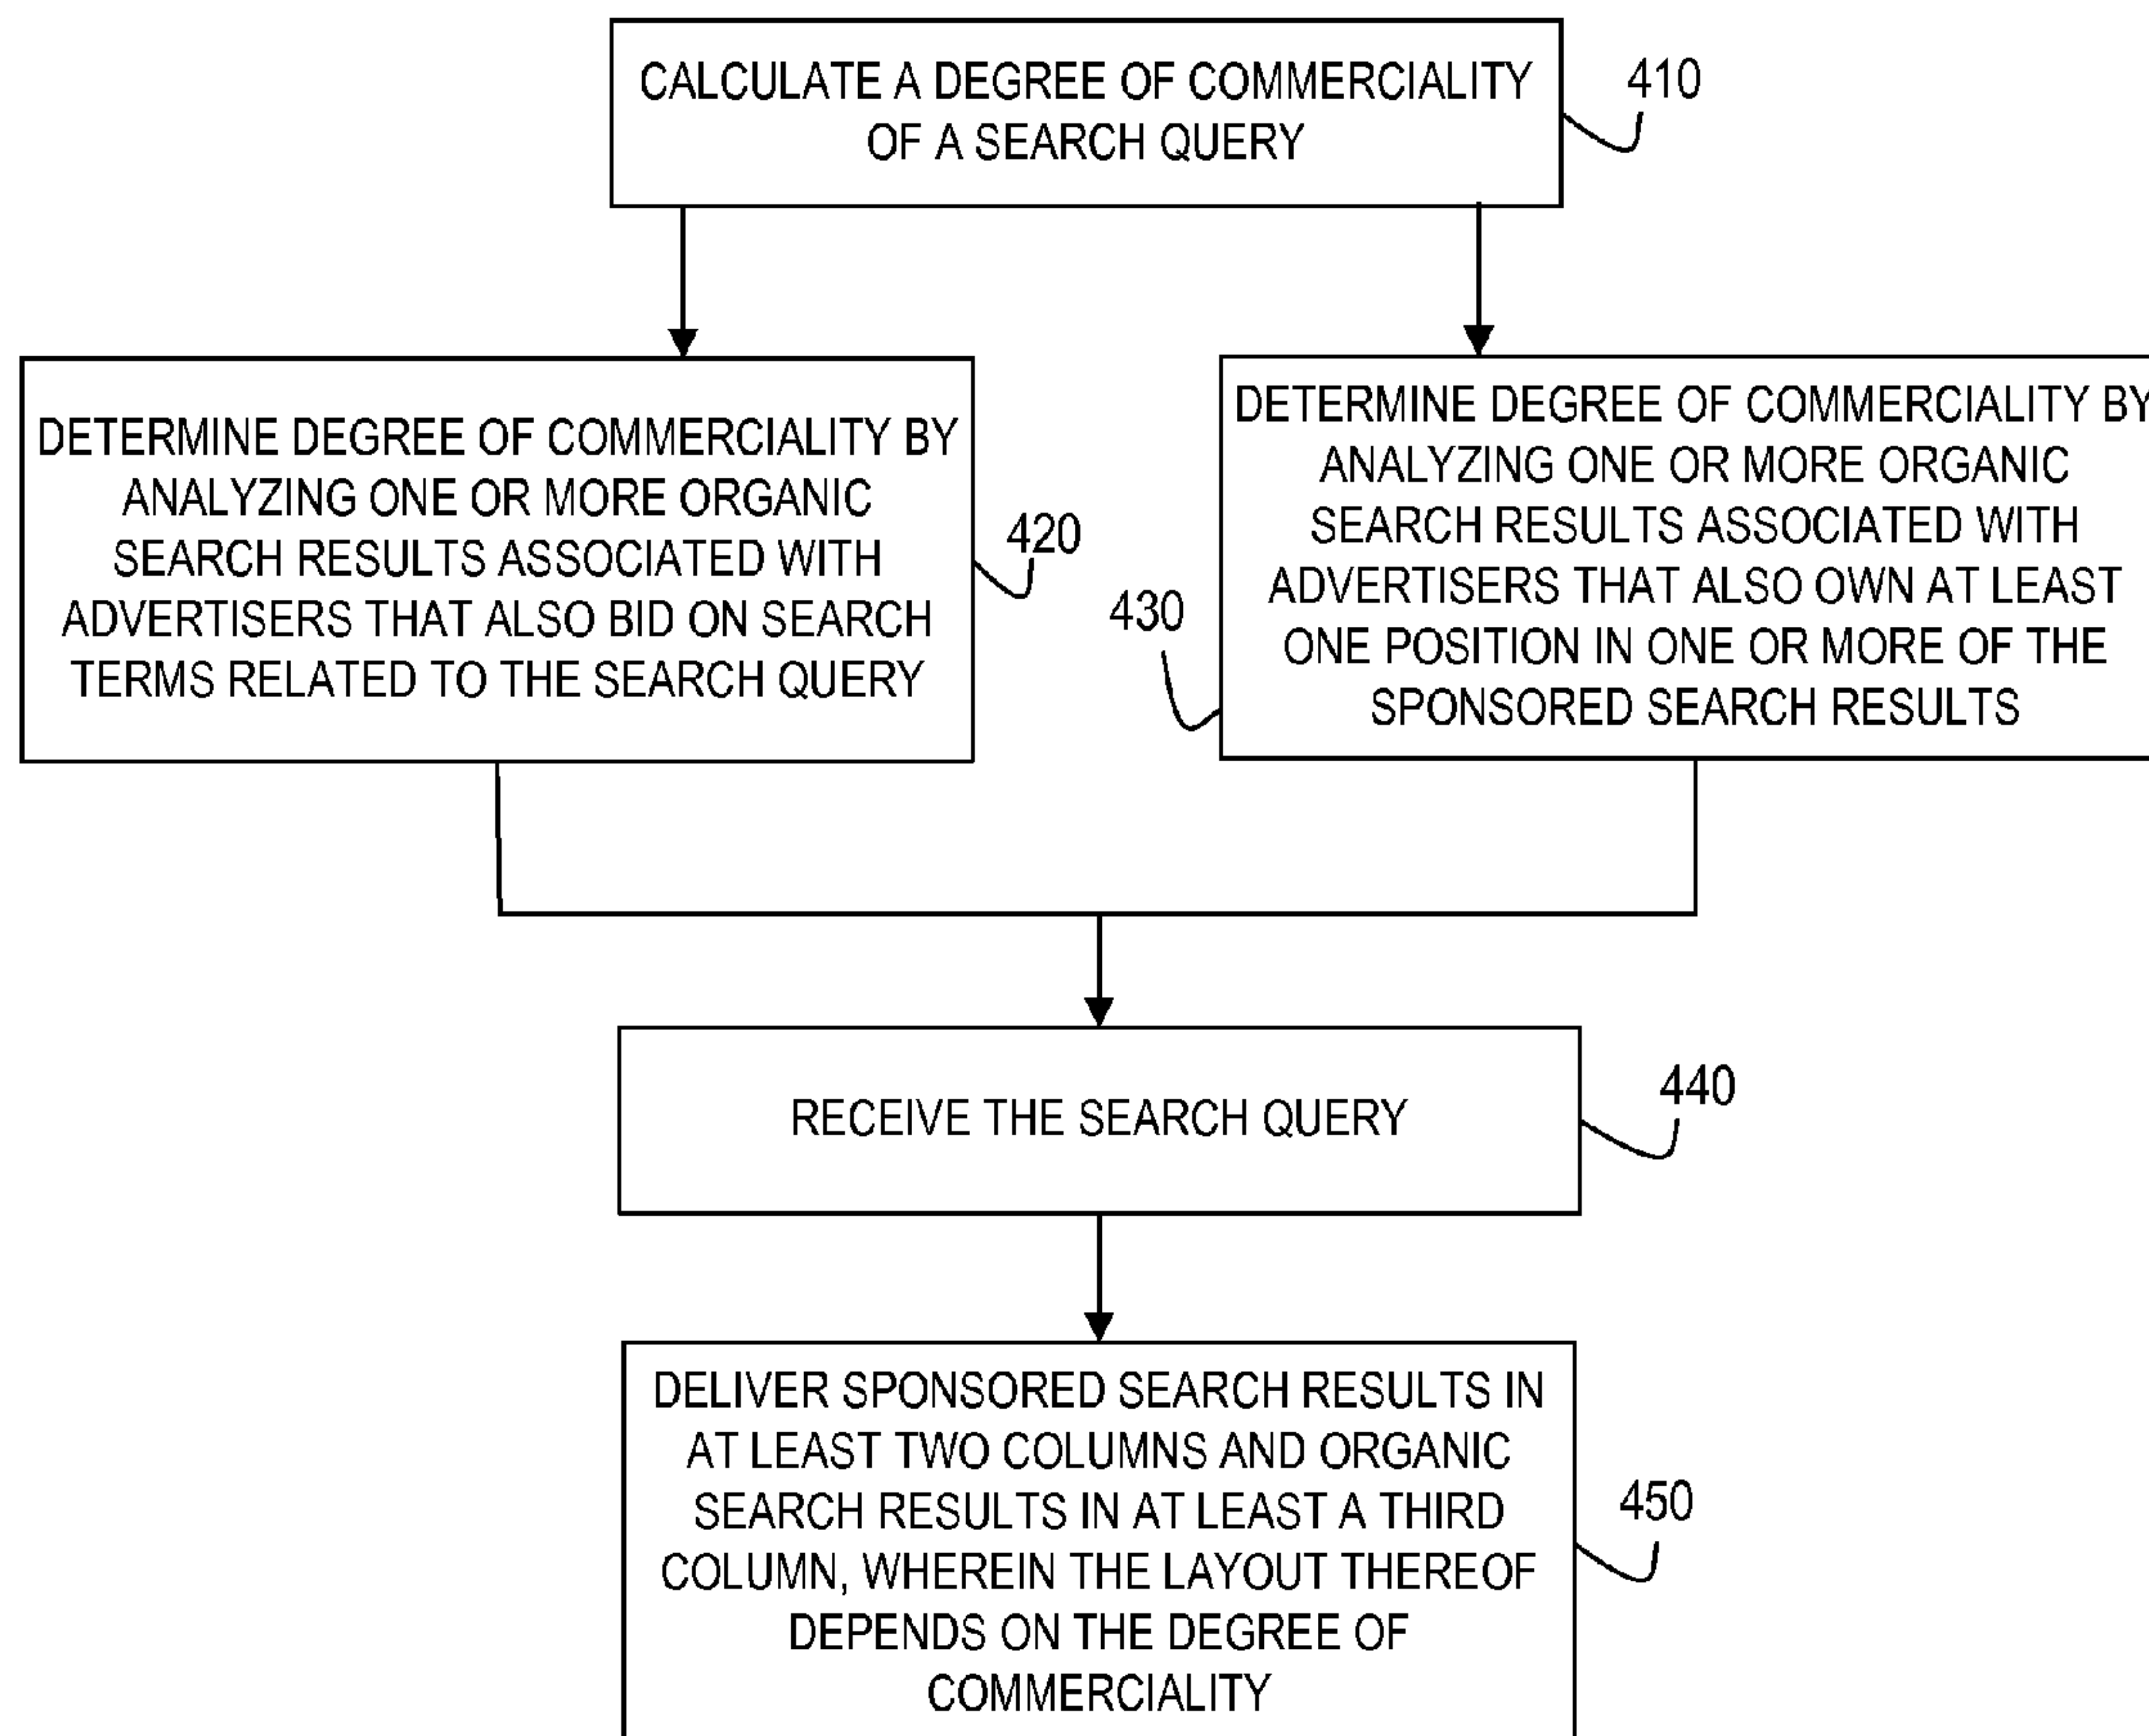 CALCULATE A DEGREE OF COMMERCIALITY
OF A SEARCH QUERY
410
DETERMINE DEGREE OF COMMERCIALITY BY
ANALYZING ONE OR MORE ORGANIC
SEARCH RESULTS ASSOCIATED WITH
ADVERTISERS THAT ALSO BID ON SEARCH
TERMS RELATED TO THE SEARCH QUERY
420
DETERMINE DEGREE OF COMMERCIALITY BY
ANALYZING ONE OR MORE ORGANIC
SEARCH RESULTS ASSOCIATED WITH
ADVERTISERS THAT ALSO OWN AT LEAST
ONE POSITION IN ONE OR MORE OF THE
SPONSORED SEARCH RESULTS
430
RECEIVE THE SEARCH QUERY
440
DELIVER SPONSORED SEARCH RESULTS IN
AT LEAST TWO COLUMNS AND ORGANIC
SEARCH RESULTS IN AT LEAST A THIRD
COLUMN, WHEREIN THE LAYOUT THEREOF
DEPENDS ON THE DEGREE OF
COMMERCIALITY
450